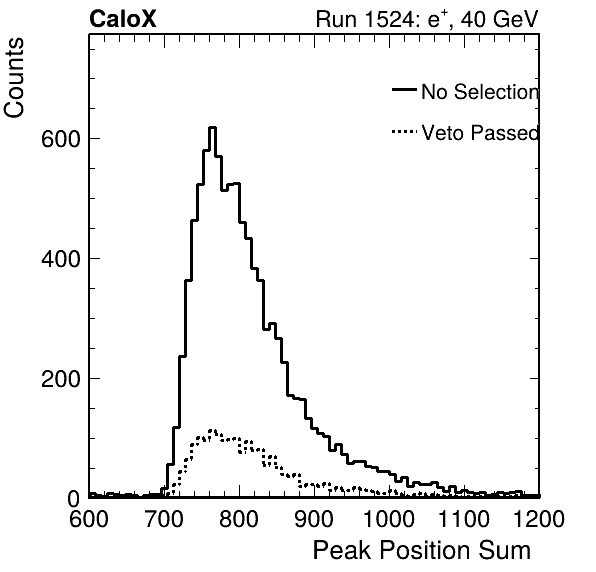 CaloX Run 1524: e⁺, 40 GeV
Counts
No Selection
Veto Passed
600
400
200
0
600 700 800 900 1000 1100 1200
Peak Position Sum